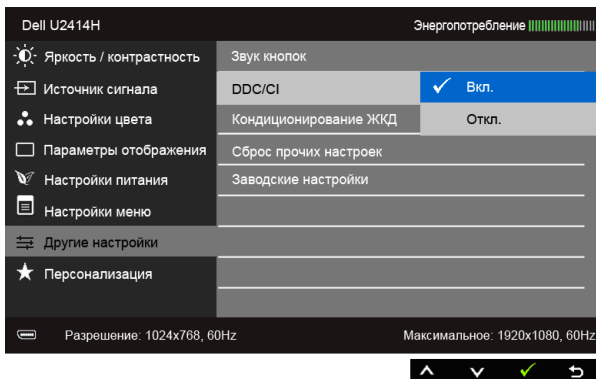 Dell U2414H
Энергопотребление
Яркость / контрастность
Звук кнопок
Источник сигнала
DDC/CI
Вкл.
Настройки цвета
Кондиционирование ЖКД
Откл.
Параметры отображения
Сброс прочих настроек
Настройки питания
Заводские настройки
Настройки меню
Другие настройки
Персонализация
Разрешение: 1024x768, 60Hz
Максимальное: 1920x1080, 60Hz